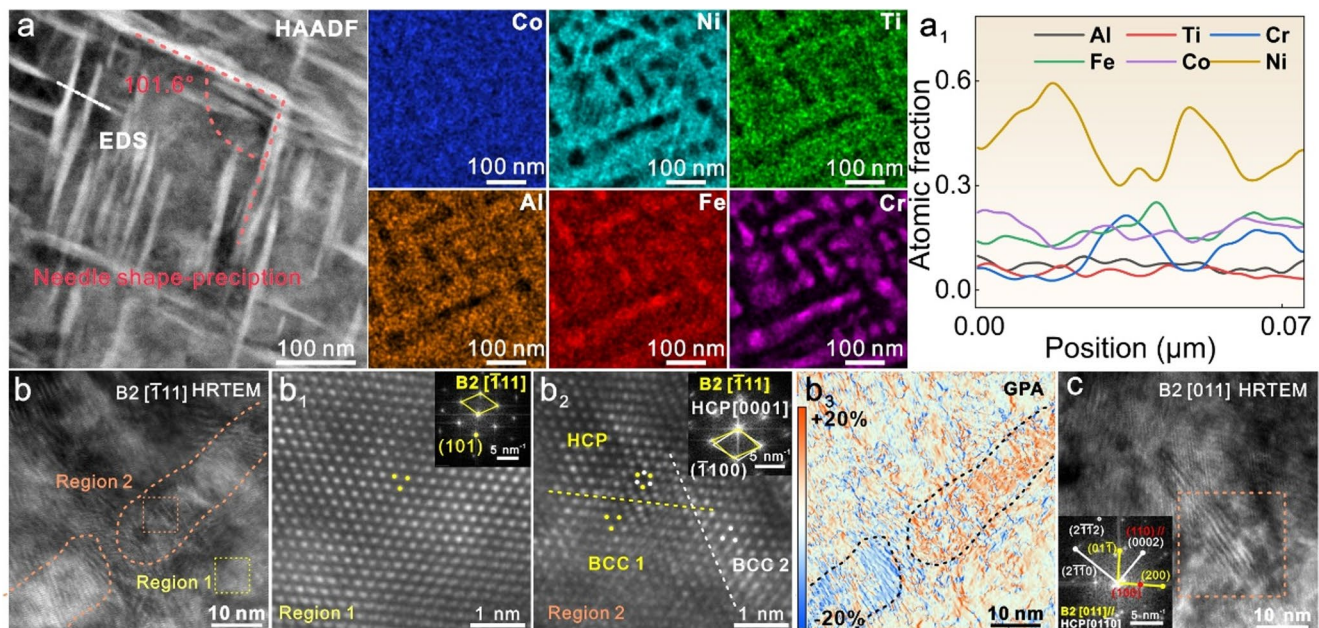 a
HAADF
101.6°
EDS
Needle shape-preciption
100 nm
Co
100 nm
Ni
100 nm
Ti
100 nm
Al
100 nm
Fe
100 nm
Cr
100 nm
a₁
Al Ti Cr
Fe Co Ni
Atomic fraction
0.6
0.3
0.0
0.00 0.07
Position (μm)
b
B2 [1̅11] HRTEM
Region 2
Region 1
10 nm
b₁
B2 [1̅11]
(101)
5 nm⁻¹
Region 1
1 nm
b₂
B2 [1̅11]
HCP[0001]
HCP
5 nm⁻¹
(1̅100)
BCC 1
BCC 2
Region 2
1 nm
b₃
GPA
+20%
-20%
10 nm
c
B2 [011] HRTEM
(21̅1̅2)
(110)//
(011̅)
(0002)
(21̅1̅0)
(200)
(100)
B2 [011]//
HCP[011̅0]
5 nm⁻¹
10 nm